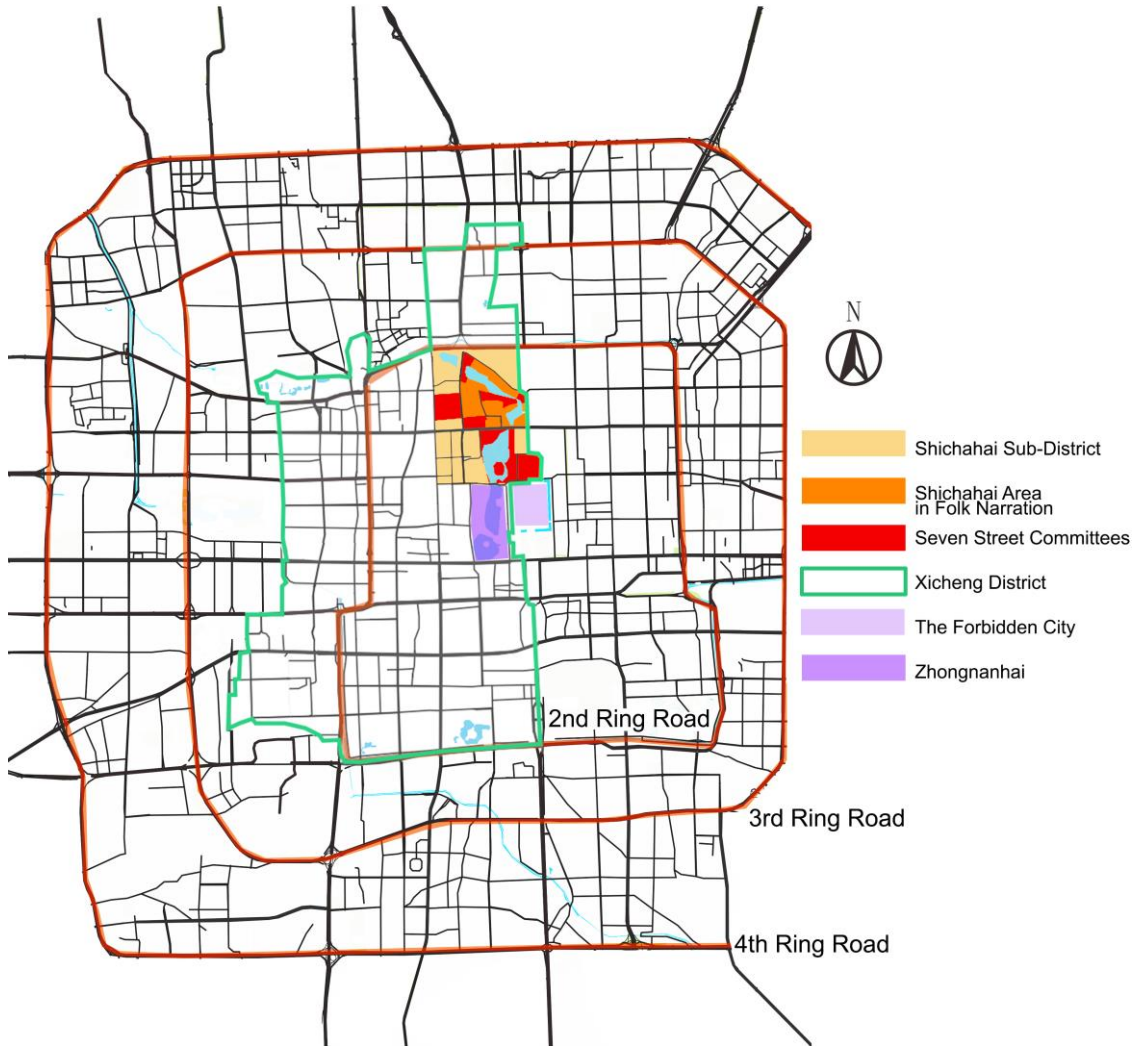 N
Shichahai Sub-District
Shichahai Area
in Folk Narration
Seven Street Committees
Xicheng District
The Forbidden City
Zhongnanhai
2nd Ring Road
3rd Ring Road
4th Ring Road